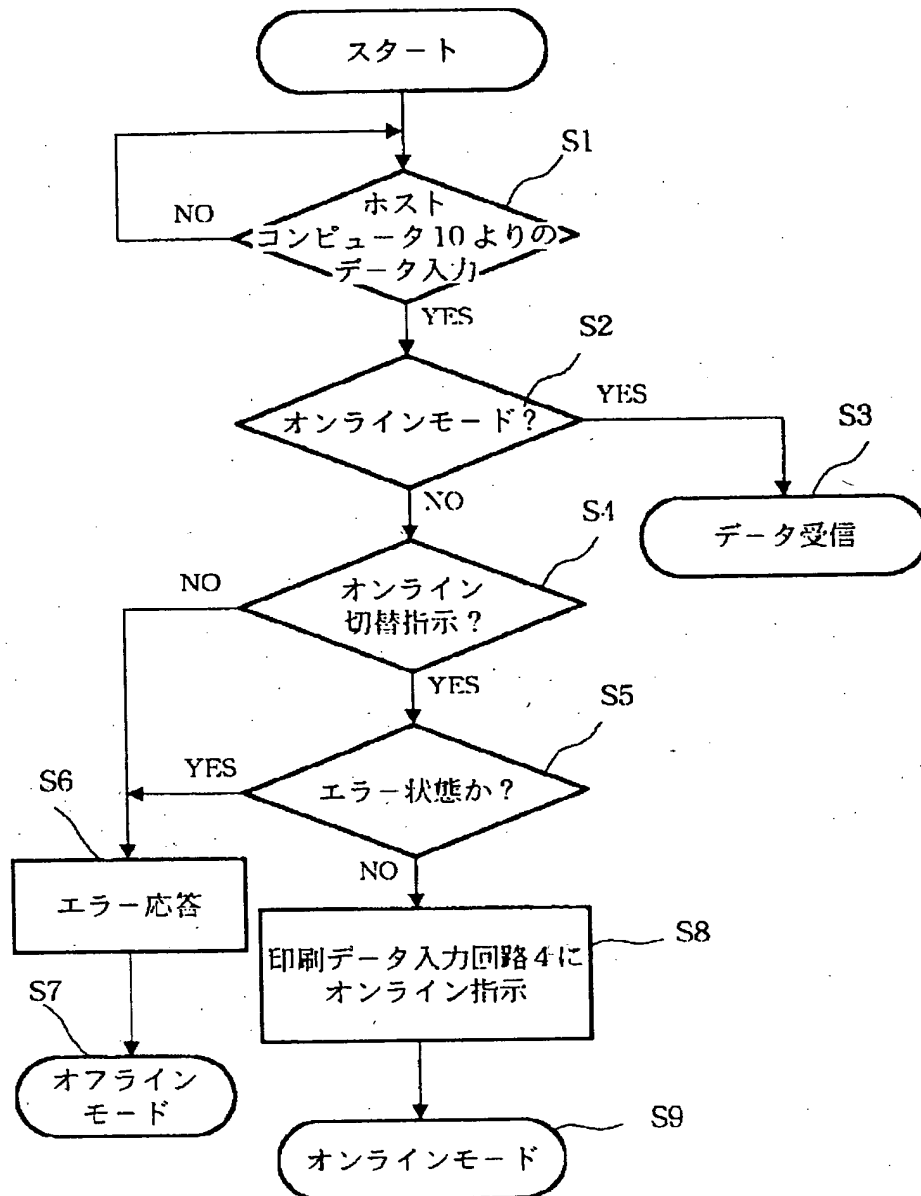 スタート
S1
NO
ホスト
コンピュータ10よりの
データ入力
YES
S2
オンラインモード？
YES
S3
データ受信
NO
S4
NO
オンライン
切替指示？
YES
S5
YES
エラー状態か？
S6
NO
エラー応答
S8
印刷データ入力回路4に
オンライン指示
S7
オフライン
モード
S9
オンラインモード